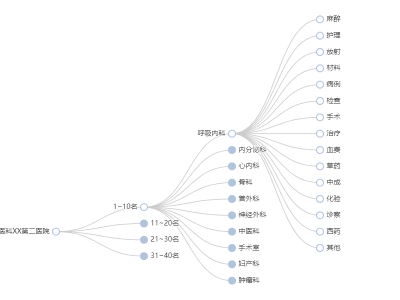 医科XX第二医院
1~10名
11~20名
21~30名
31~40名
呼吸内科
内分泌科
心内科
骨科
普外科
神经外科
中医科
手术室
妇产科
肿瘤科
麻醉
护理
放射
材料
病例
检查
手术
治疗
血费
草药
中成
化验
诊察
西药
其他